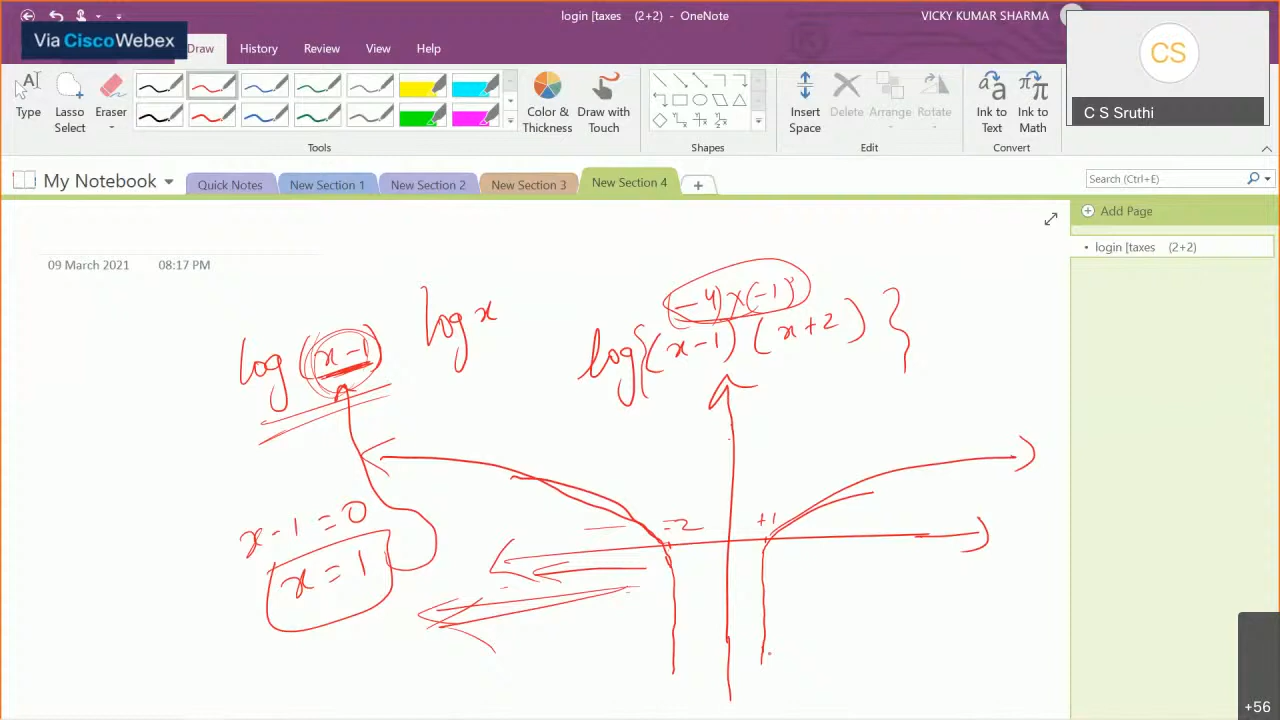 login [taxes (2+2) - OneNote
VICKY KUMAR SHARMA
Via Cisco Webex
Draw History Review View Help
CS
C S Sruthi
Type
Lasso Select
Eraser
Color & Thickness
Draw with Touch
Insert Space
Delete
Arrange
Rotate
Ink to Text
Ink to Math
Tools
Shapes
Edit
Convert
My Notebook
Quick Notes
New Section 1
New Section 2
New Section 3
New Section 4
Search (Ctrl+E)
Add Page
login [taxes (2+2)
09 March 2021 08:17 PM
log (x-1)
log x
(-4)x(-1)
log{(x-1)(x+2)}
-2
+1
x-1=0
x=1
+56